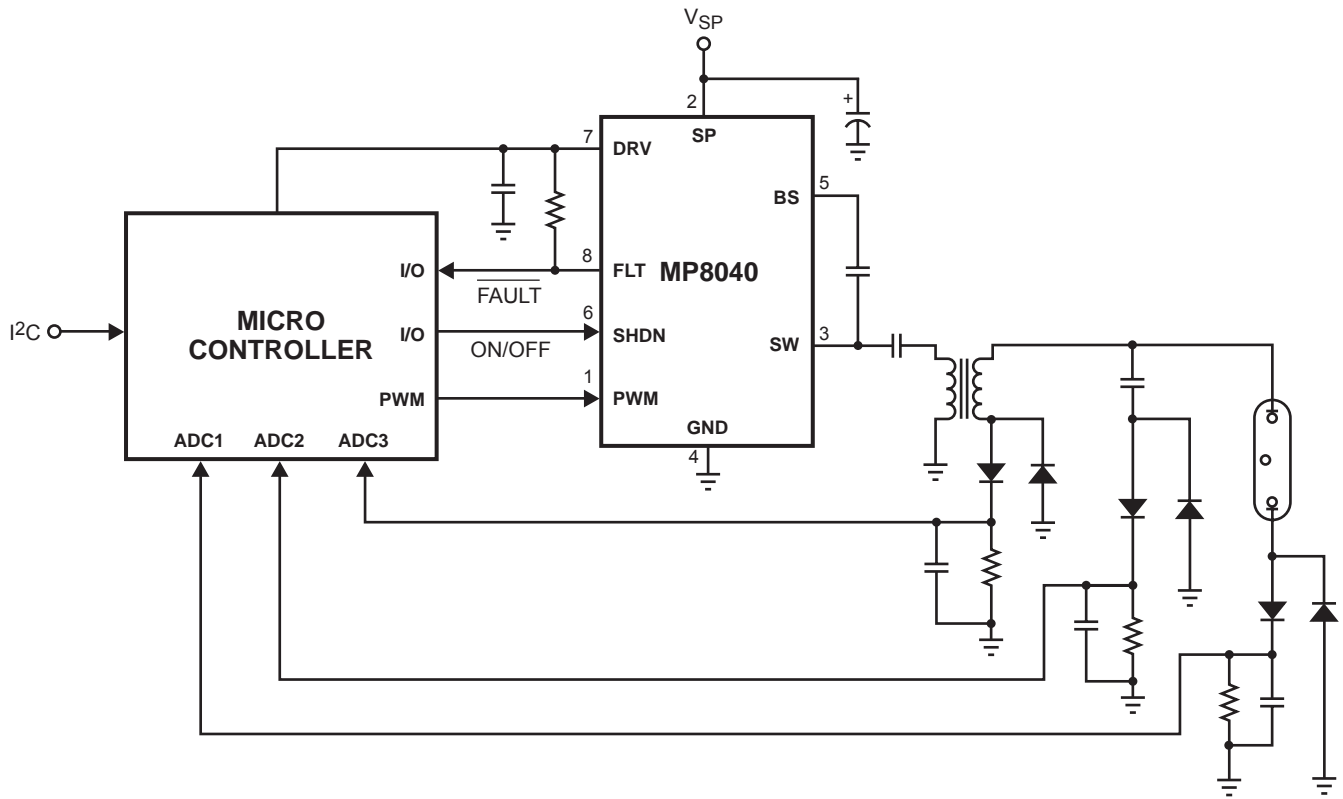 V_SP
2
SP
7
DRV
5
BS
I/O
8
FLT
MP8040
FAULT
I²C
MICRO
CONTROLLER
I/O
6
SHDN
ON/OFF
SW
3
PWM
1
PWM
ADC1
ADC2
ADC3
GND
4
+